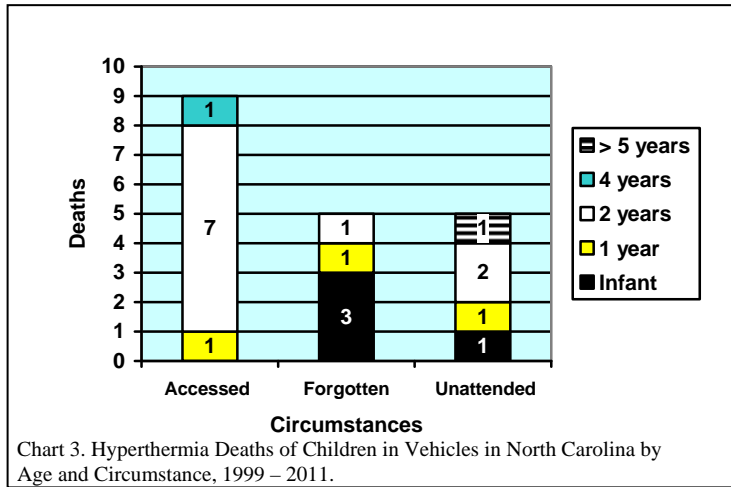 10
9
8
7
6
5
4
3
2
1
0
Deaths
1
7
1
1
1
3
1
2
1
1
Accessed Forgotten Unattended
Circumstances
> 5 years
4 years
2 years
1 year
Infant
Chart 3. Hyperthermia Deaths of Children in Vehicles in North Carolina by
Age and Circumstance, 1999 – 2011.